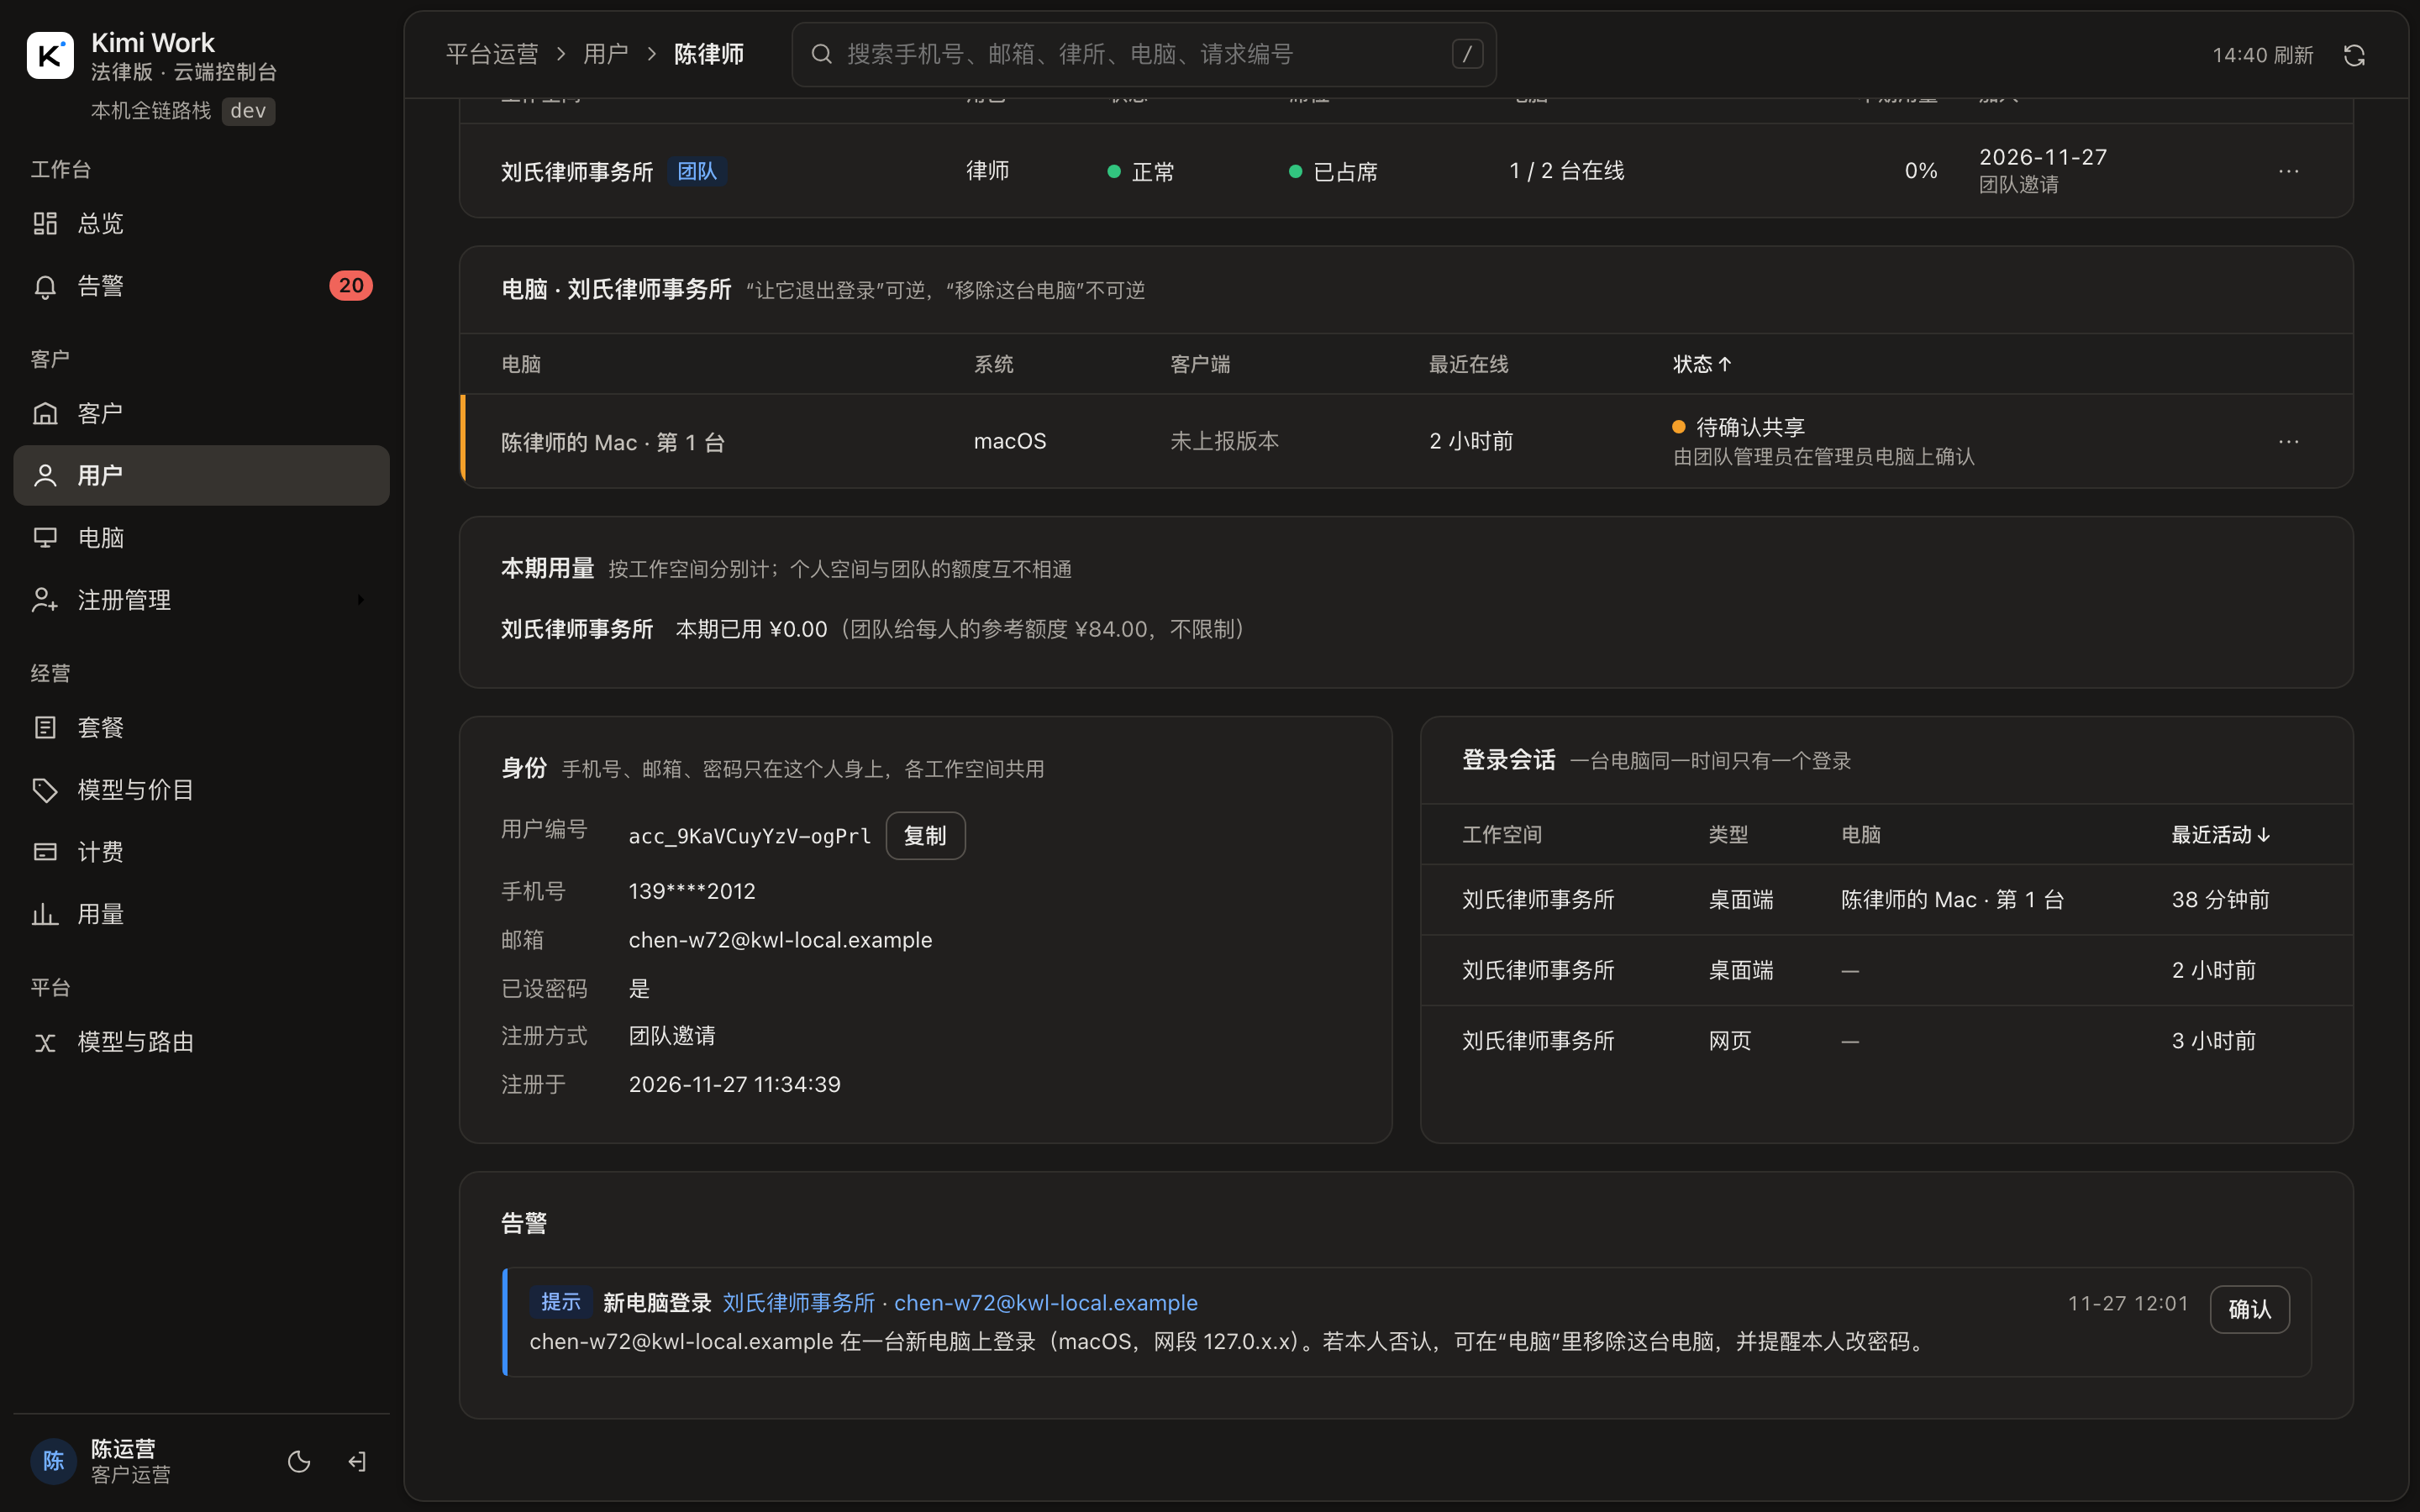 Kimi Work
法律版 · 云端控制台
本机全链路栈 dev
工作台
总览
告警 20
客户
客户
用户
电脑
注册管理
经营
套餐
模型与价目
计费
用量
平台
模型与路由
陈 陈运营
客户运营
平台运营 > 用户 > 陈律师
搜索手机号、邮箱、律所、电脑、请求编号 /
14:40 刷新
刘氏律师事务所 团队 律师 正常 已占席 1 / 2 台在线 0% 2026-11-27
团队邀请
电脑 · 刘氏律师事务所 “让它退出登录”可逆，“移除这台电脑”不可逆
电脑 系统 客户端 最近在线 状态 ↑
陈律师的 Mac · 第 1 台 macOS 未上报版本 2 小时前 待确认共享
由团队管理员在管理员电脑上确认
本期用量 按工作空间分别计；个人空间与团队的额度互不相通
刘氏律师事务所 本期已用 ¥0.00（团队给每人的参考额度 ¥84.00，不限制）
身份 手机号、邮箱、密码只在这个人身上，各工作空间共用
用户编号 acc_9KaVCuyYzV-ogPrl 复制
手机号 139****2012
邮箱 chen-w72@kwl-local.example
已设密码 是
注册方式 团队邀请
注册于 2026-11-27 11:34:39
登录会话 一台电脑同一时间只有一个登录
工作空间 类型 电脑 最近活动 ↓
刘氏律师事务所 桌面端 陈律师的 Mac · 第 1 台 38 分钟前
刘氏律师事务所 桌面端 — 2 小时前
刘氏律师事务所 网页 — 3 小时前
告警
提示 新电脑登录 刘氏律师事务所 · chen-w72@kwl-local.example 11-27 12:01 确认
chen-w72@kwl-local.example 在一台新电脑上登录（macOS，网段 127.0.x.x）。若本人否认，可在“电脑”里移除这台电脑，并提醒本人改密码。